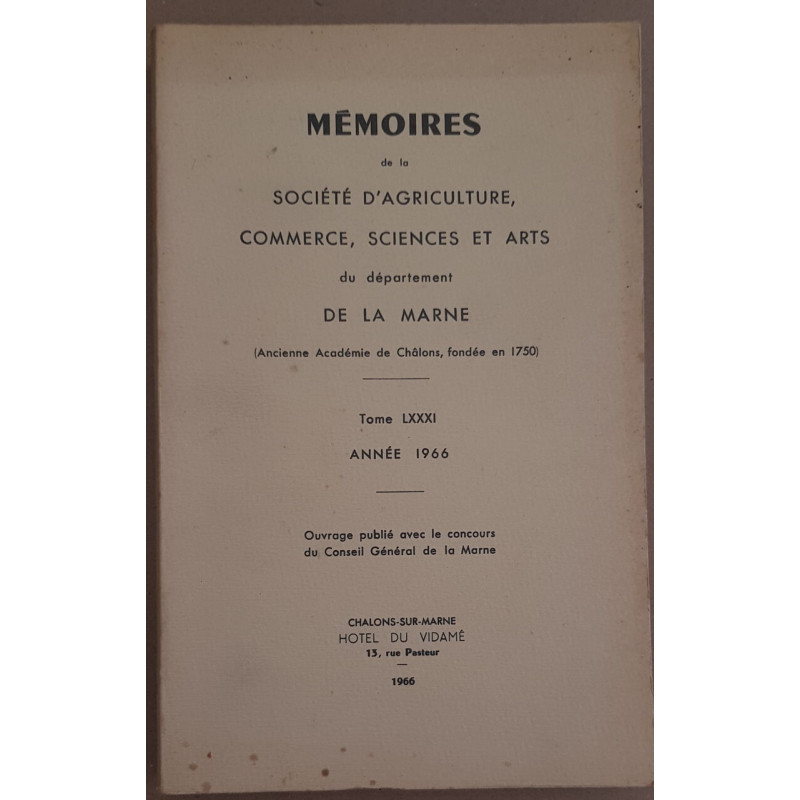 MÉMOIRES
de la
SOCIÉTÉ D'AGRICULTURE,
COMMERCE, SCIENCES ET ARTS
du département
DE LA MARNE
(Ancienne Académie de Châlons, fondée en 1750)
Tome LXXXI
ANNÉE 1966
Ouvrage publié avec le concours
du Conseil Général de la Marne
CHALONS-SUR-MARNE
HOTEL DU VIDAMÊ
13, rue Pasteur
1966